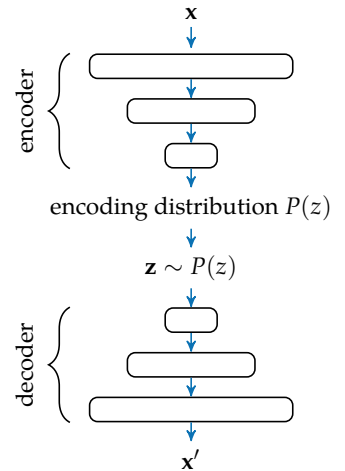 x
encoder
encoding distribution P(z)
z ∼ P(z)
decoder
x′